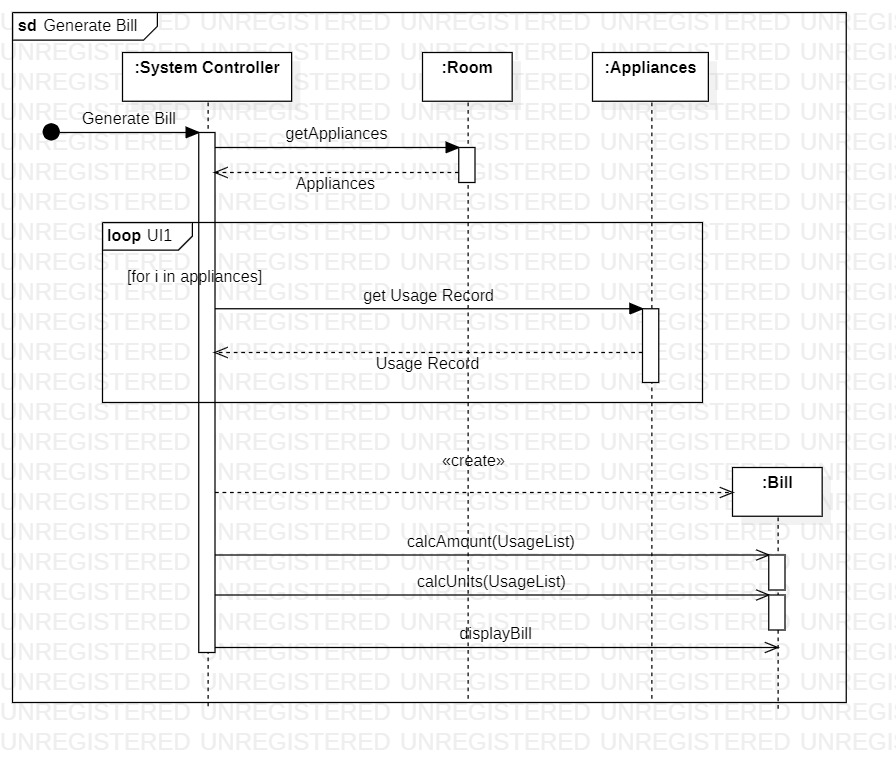 sd Generate Bill
:System Controller
:Room
:Appliances
Generate Bill
getAppliances
Appliances
loop UI1
[for i in appliances]
get Usage Record
Usage Record
«create»
:Bill
calcAmount(UsageList)
calcUnIts(UsageList)
displayBill
UNREGISTERED UNREGISTERED UNREGISTERED UNREGISTERED UNREGISTERED